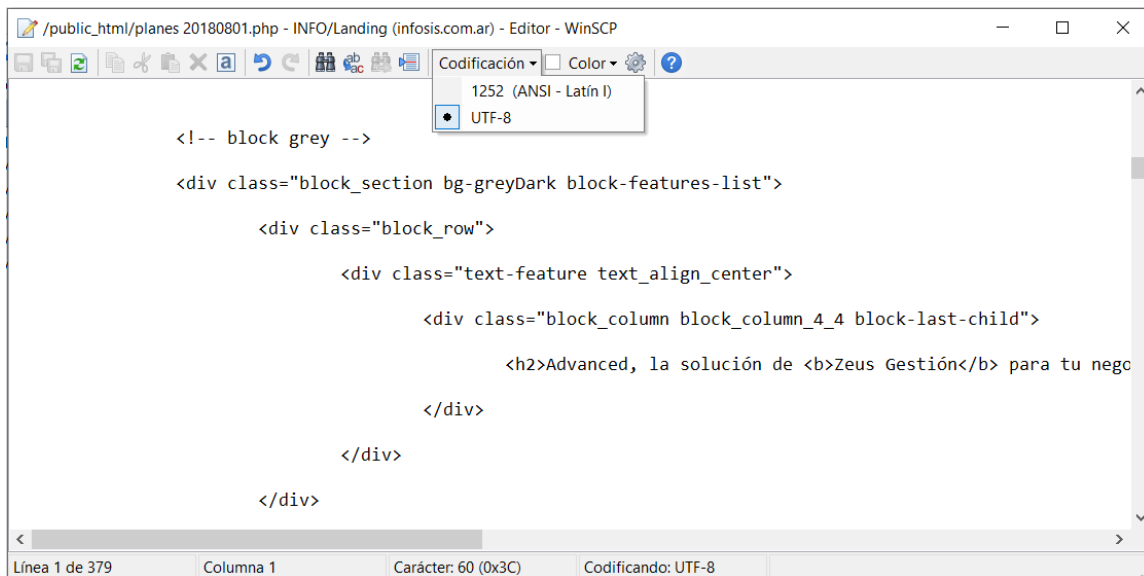 /public_html/planes 20180801.php - INFO/Landing (infosis.com.ar) - Editor - WinSCP
Codificación Color
1252 (ANSI - Latín I)
UTF-8
<!-- block grey -->
<div class="block_section bg-greyDark block-features-list">
<div class="block_row">
<div class="text-feature text_align_center">
<div class="block_column block_column_4_4 block-last-child">
<h2>Advanced, la solución de <b>Zeus Gestión</b> para tu nego
</div>
</div>
</div>
Línea 1 de 379 Columna 1 Carácter: 60 (0x3C) Codificando: UTF-8